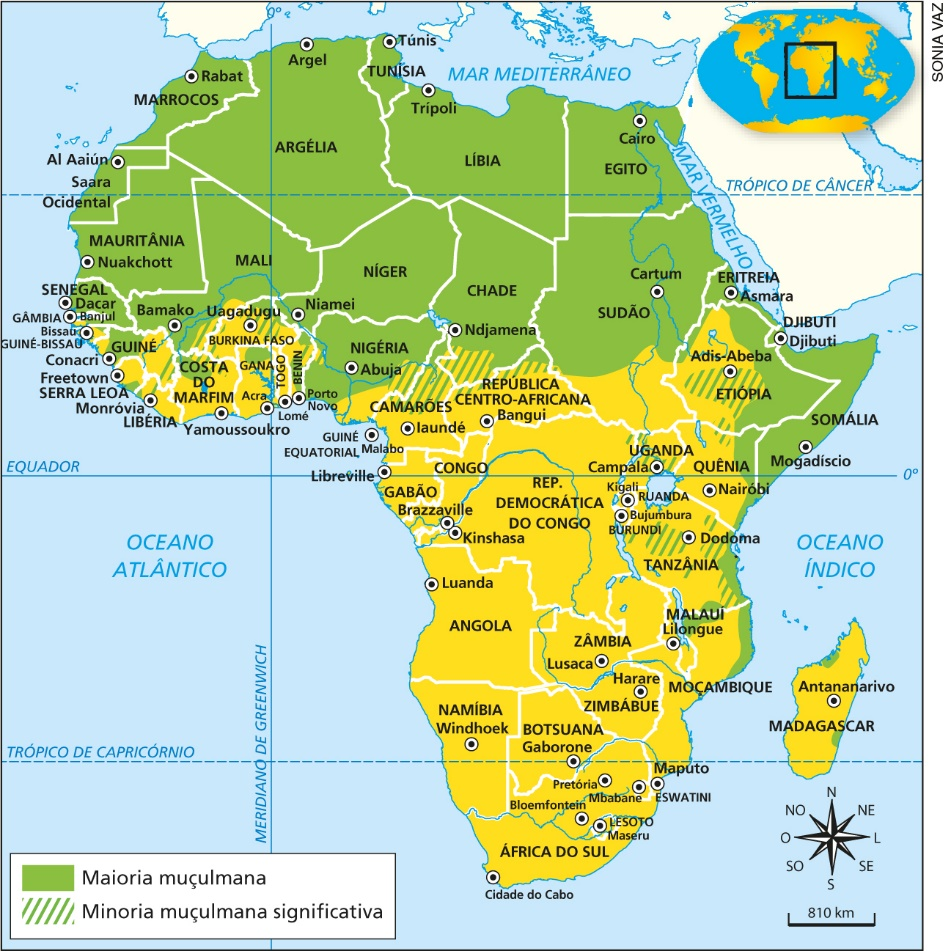 SONIA VAZ
0°
Túnis
Argel
TUNÍSIA
MAR MEDITERRÂNEO
Rabat
MARROCOS
Trípoli
Cairo
ARGÉLIA
LÍBIA
EGITO
Al Aaiún
Saara
Ocidental
MAR VERMELHO
TRÓPICO DE CÂNCER
MAURITÂNIA
Nuakchott
MALI
NÍGER
CHADE
Cartum
SUDÃO
ERITREIA
Asmara
SENEGAL
Dacar
GÂMBIA
Banjul
Bamako
Uagadugu
Niamei
Bissau
GUINÉ-BISSAU
GUINÉ
BURKINA FASO
NIGÉRIA
Ndjamena
DJIBUTI
Djibuti
Conacri
Freetown
SERRA LEOA
Monróvia
LIBÉRIA
COSTA
DO
MARFIM
Yamoussoukro
GANA
TOGO
BENIN
Acra
Lomé
Porto
Novo
Abuja
Adis-Abeba
ETIÓPIA
REPÚBLICA
CENTRO-AFRICANA
Bangui
CAMARÕES
Iaundé
SOMÁLIA
Mogadíscio
GUINÉ
EQUATORIAL
Malabo
UGANDA
Campala
QUÊNIA
EQUADOR
0°
Libreville
CONGO
GABÃO
Brazzaville
Kinshasa
REP.
DEMOCRÁTICA
DO CONGO
Kigali
RUANDA
Nairóbi
Bujumbura
BURUNDI
Dodoma
TANZÂNIA
OCEANO
ATLÂNTICO
OCEANO
ÍNDICO
Luanda
ANGOLA
MALAUÍ
Lilongue
ZÂMBIA
Lusaca
Harare
ZIMBÁBUE
MOÇAMBIQUE
Antananarivo
MADAGASCAR
NAMÍBIA
Windhoek
BOTSUANA
Gaborone
MERIDIANO DE GREENWICH
TRÓPICO DE CAPRICÓRNIO
Maputo
Pretória
Mbabane
ESWATINI
Bloemfontein
LESOTO
Maseru
ÁFRICA DO SUL
Cidade do Cabo
N
NO
NE
O
L
SO
SE
S
810 km
Maioria muçulmana
Minoria muçulmana significativa